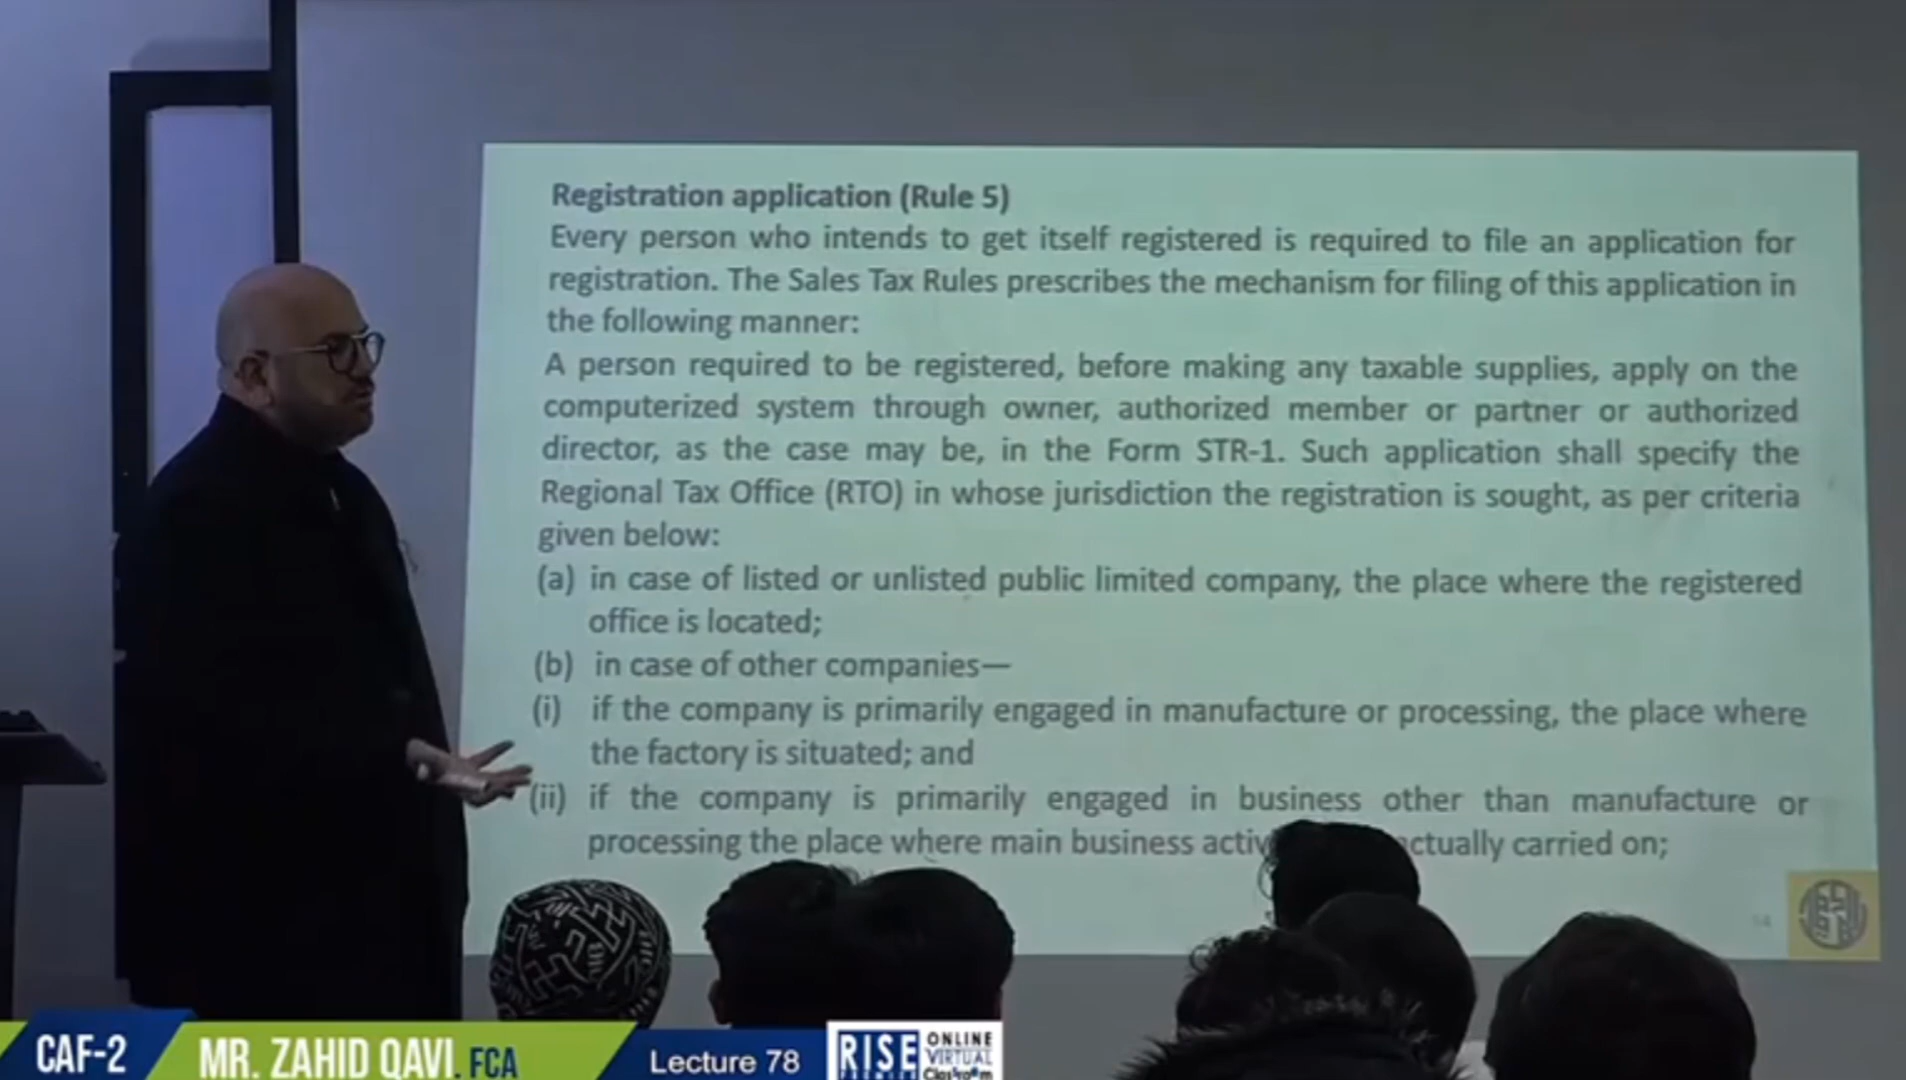 Registration application (Rule 5)
Every person who intends to get itself registered is required to file an application for
registration. The Sales Tax Rules prescribes the mechanism for filing of this application in
the following manner:
A person required to be registered, before making any taxable supplies, apply on the
computerized system through owner, authorized member or partner or authorized
director, as the case may be, in the Form STR-1. Such application shall specify the
Regional Tax Office (RTO) in whose jurisdiction the registration is sought, as per criteria
given below:
(a) in case of listed or unlisted public limited company, the place where the registered
office is located;
(b) in case of other companies—
(i) if the company is primarily engaged in manufacture or processing, the place where
the factory is situated; and
(ii) if the company is primarily engaged in business other than manufacture or
processing the place where main business carried on;
CAF-2
MR. ZAHID QAVI. FCA
Lecture 78
RISE
ONLINE
VIRTUAL